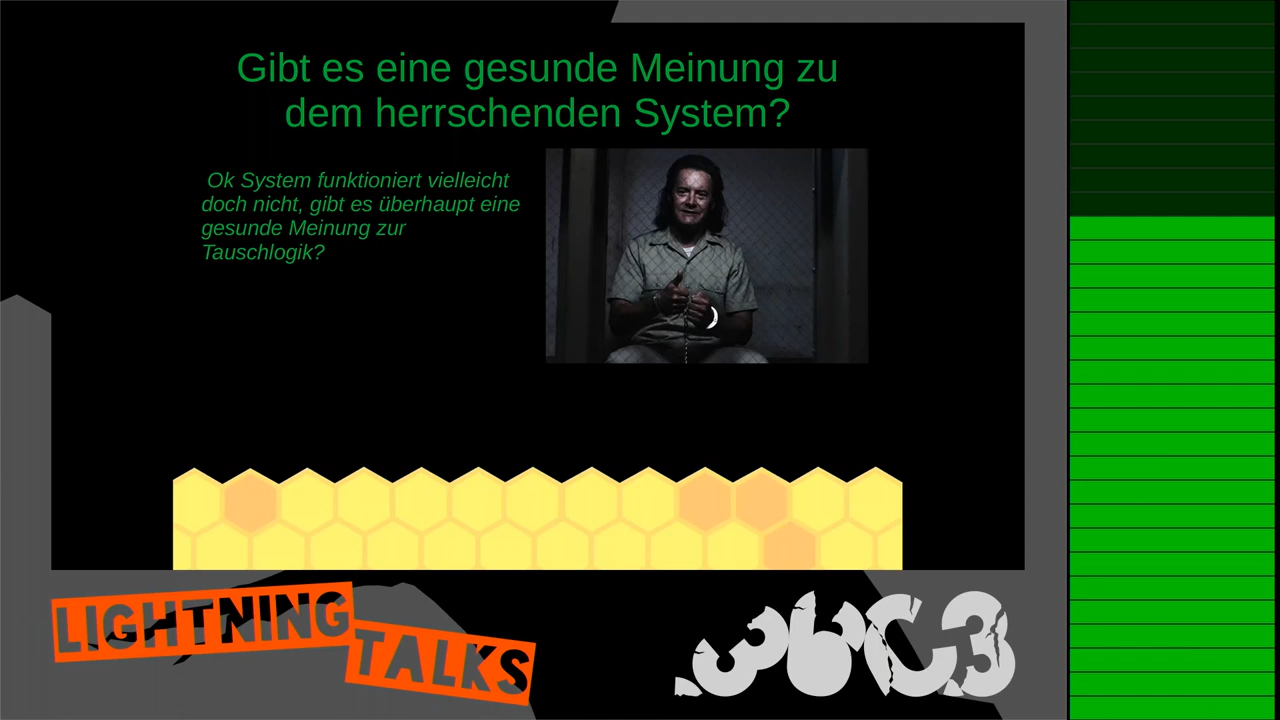 Gibt es eine gesunde Meinung zu
dem herrschenden System?
Ok System funktioniert vielleicht
doch nicht, gibt es überhaupt eine
gesunde Meinung zur
Tauschlogik?
LIGHTNING
TALKS
36C3